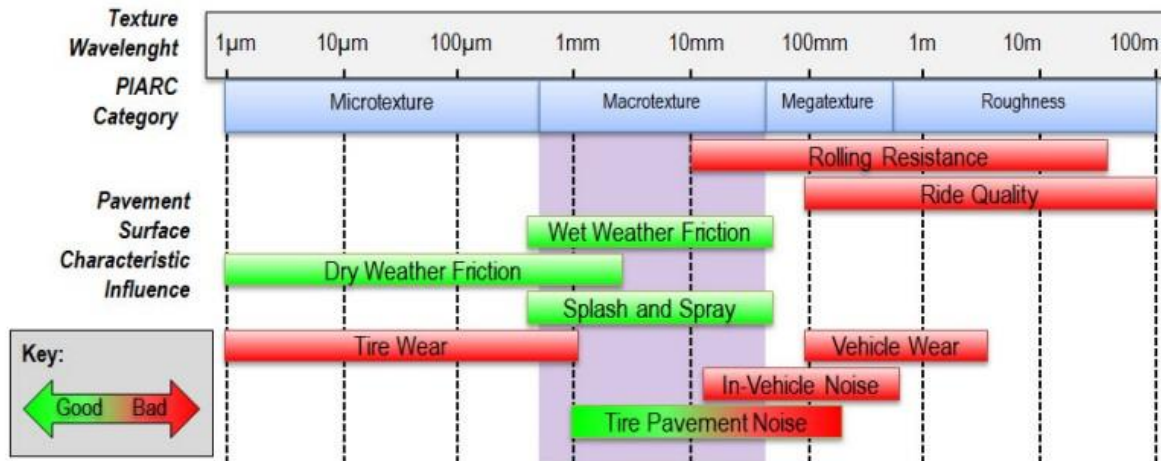 Texture
Wavelenght
1µm 10µm 100µm 1mm 10mm 100mm 1m 10m 100m
PIARC
Category
Microtexture Macrotexture Megatexture Roughness
Rolling Resistance
Ride Quality
Pavement
Surface
Characteristic
Influence
Wet Weather Friction
Dry Weather Friction
Splash and Spray
Tire Wear
Vehicle Wear
In-Vehicle Noise
Tire Pavement Noise
Key:
Good Bad